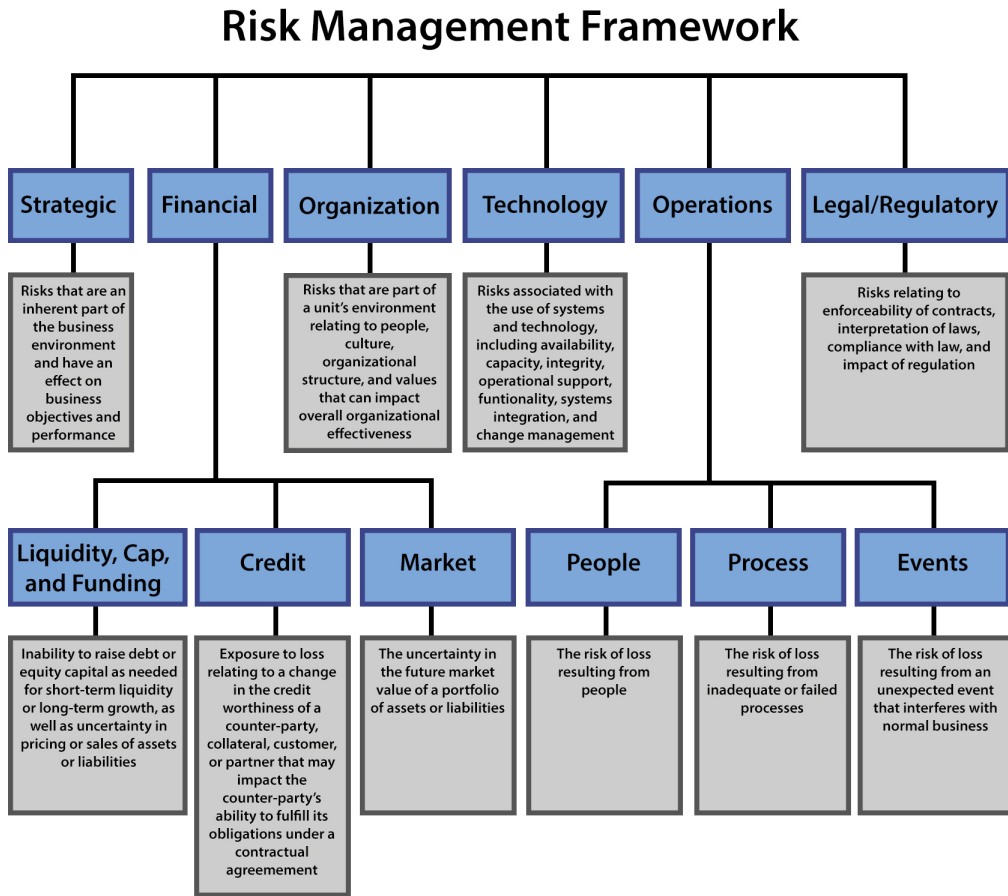 Risk Management Framework
Strategic
Financial
Organization
Technology
Operations
Legal/Regulatory
Risks that are an
inherent part of
the business
environment
and have an
effect on
business
objectives and
performance
Risks that are part of
a unit's environment
relating to people,
culture,
organizational
structure, and values
that can impact
overall organizational
effectiveness
Risks associated with
the use of systems
and technology,
including availability,
capacity, integrity,
operational support,
funtionality, systems
integration, and
change management
Risks relating to
enforceability of contracts,
interpretation of laws,
compliance with law, and
impact of regulation
Liquidity, Cap,
and Funding
Credit
Market
People
Process
Events
Inability to raise debt or
equity capital as needed
for short-term liquidity
or long-term growth, as
well as uncertainty in
pricing or sales of assets
or liabilities
Exposure to loss
relating to a change
in the credit
worthiness of a
counter-party,
collateral, customer,
or partner that may
impact the
counter-party's
ability to fulfill its
obligations under a
contractual
agreemement
The uncertainty in
the future market
value of a portfolio
of assets or liabilities
The risk of loss
resulting from
people
The risk of loss
resulting from
inadequate or failed
processes
The risk of loss
resulting from an
unexpected event
that interferes with
normal business